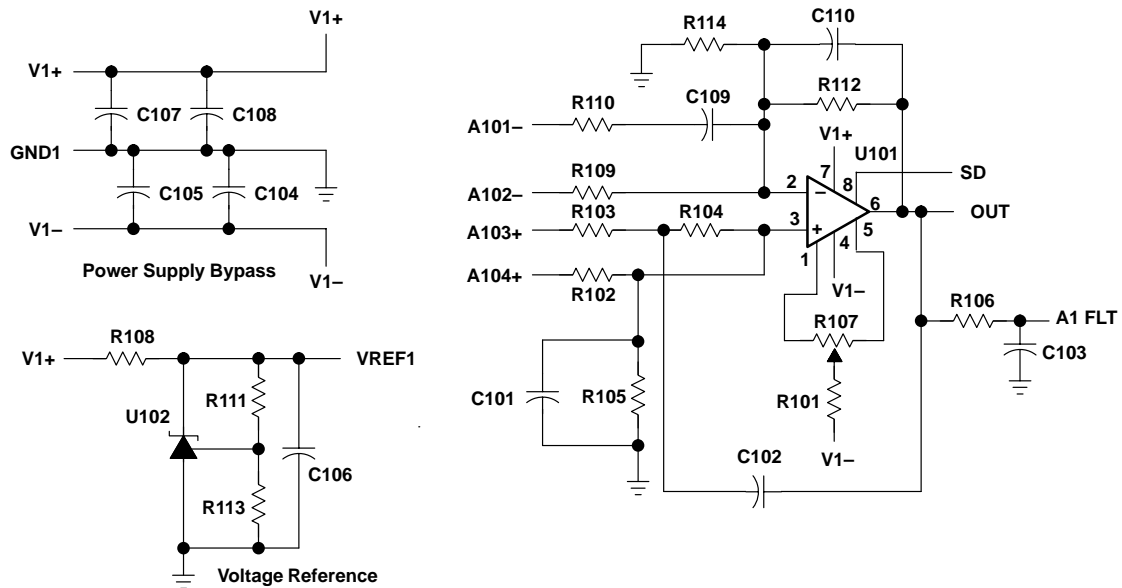 V1+
V1+
C107
C108
GND1
C105
C104
V1–
Power Supply Bypass
V1–
R108
V1+
VREF1
R111
U102
C106
R113
Voltage Reference
C110
R114
R112
C109
R110
A101–
V1+
U101
7
8
SD
R109
A102–
2
–
6
OUT
R103
R104
A103+
3
+
5
4
1
A104+
R102
V1–
R106
A1 FLT
R107
C103
C101
R105
R101
V1–
C102